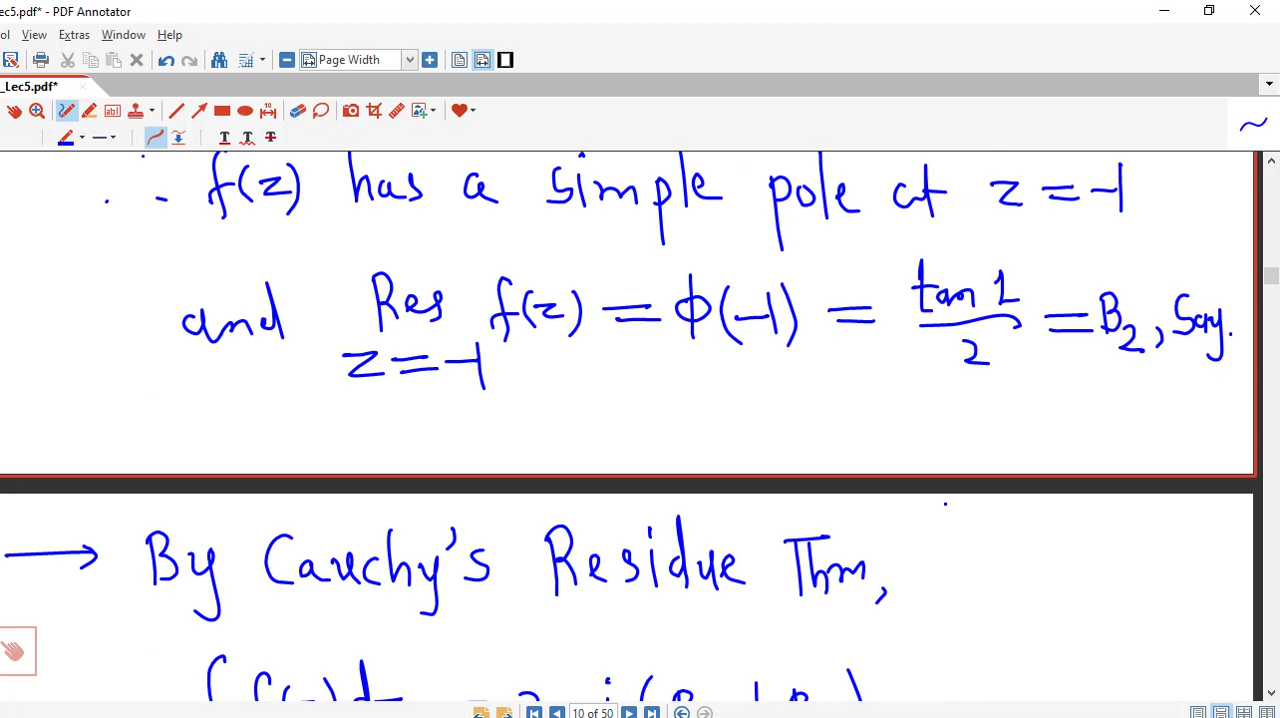 ec5.pdf* - PDF Annotator
ol View Extras Window Help
Page Width
_Lec5.pdf*
∴ f(z) has a simple pole at z = -1
and Res f(z) = Φ(-1) = tan 1 / 2 = B₂, Say.
z = -1
→ By Cauchy's Residue Thm,
10 of 50